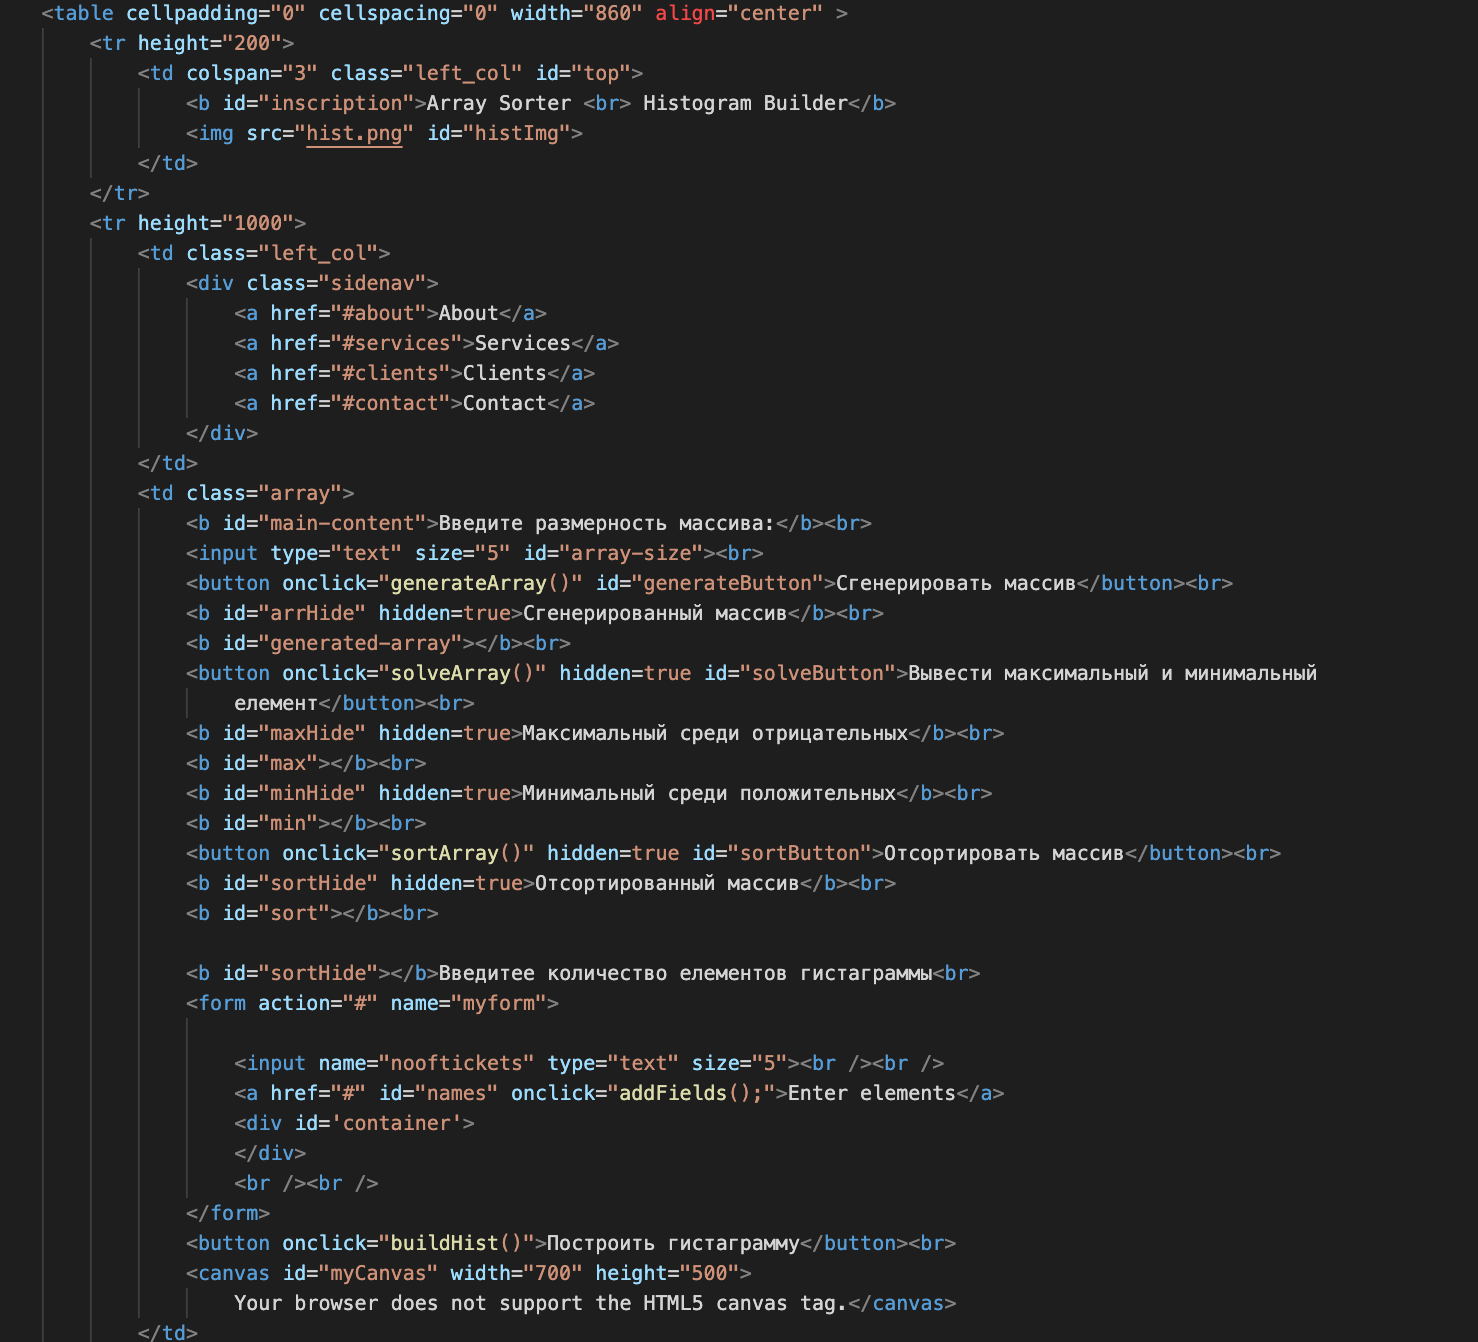 <table cellpadding="0" cellspacing="0" width="860" align="center" >
<tr height="200">
<td colspan="3" class="left_col" id="top">
<b id="inscription">Array Sorter <br> Histogram Builder</b>
<img src="hist.png" id="histImg">
</td>
</tr>
<tr height="1000">
<td class="left_col">
<div class="sidenav">
<a href="#about">About</a>
<a href="#services">Services</a>
<a href="#clients">Clients</a>
<a href="#contact">Contact</a>
</div>
</td>
<td class="array">
<b id="main-content">Введите размерность массива:</b><br>
<input type="text" size="5" id="array-size"><br>
<button onclick="generateArray()" id="generateButton">Сгенерировать массив</button><br>
<b id="arrHide" hidden=true>Сгенерированный массив</b><br>
<b id="generated-array"></b><br>
<button onclick="solveArray()" hidden=true id="solveButton">Вывести максимальный и минимальный
елемент</button><br>
<b id="maxHide" hidden=true>Максимальный среди отрицательных</b><br>
<b id="max"></b><br>
<b id="minHide" hidden=true>Минимальный среди положительных</b><br>
<b id="min"></b><br>
<button onclick="sortArray()" hidden=true id="sortButton">Отсортировать массив</button><br>
<b id="sortHide" hidden=true>Отсортированный массив</b><br>
<b id="sort"></b><br>
<b id="sortHide"></b>Введитее количество елементов гистаграммы<br>
<form action="#" name="myform">
<input name="nooftickets" type="text" size="5"><br /><br />
<a href="#" id="names" onclick="addFields();">Enter elements</a>
<div id='container'>
</div>
<br /><br />
</form>
<button onclick="buildHist()">Построить гистаграмму</button><br>
<canvas id="myCanvas" width="700" height="500">
Your browser does not support the HTML5 canvas tag.</canvas>
</td>